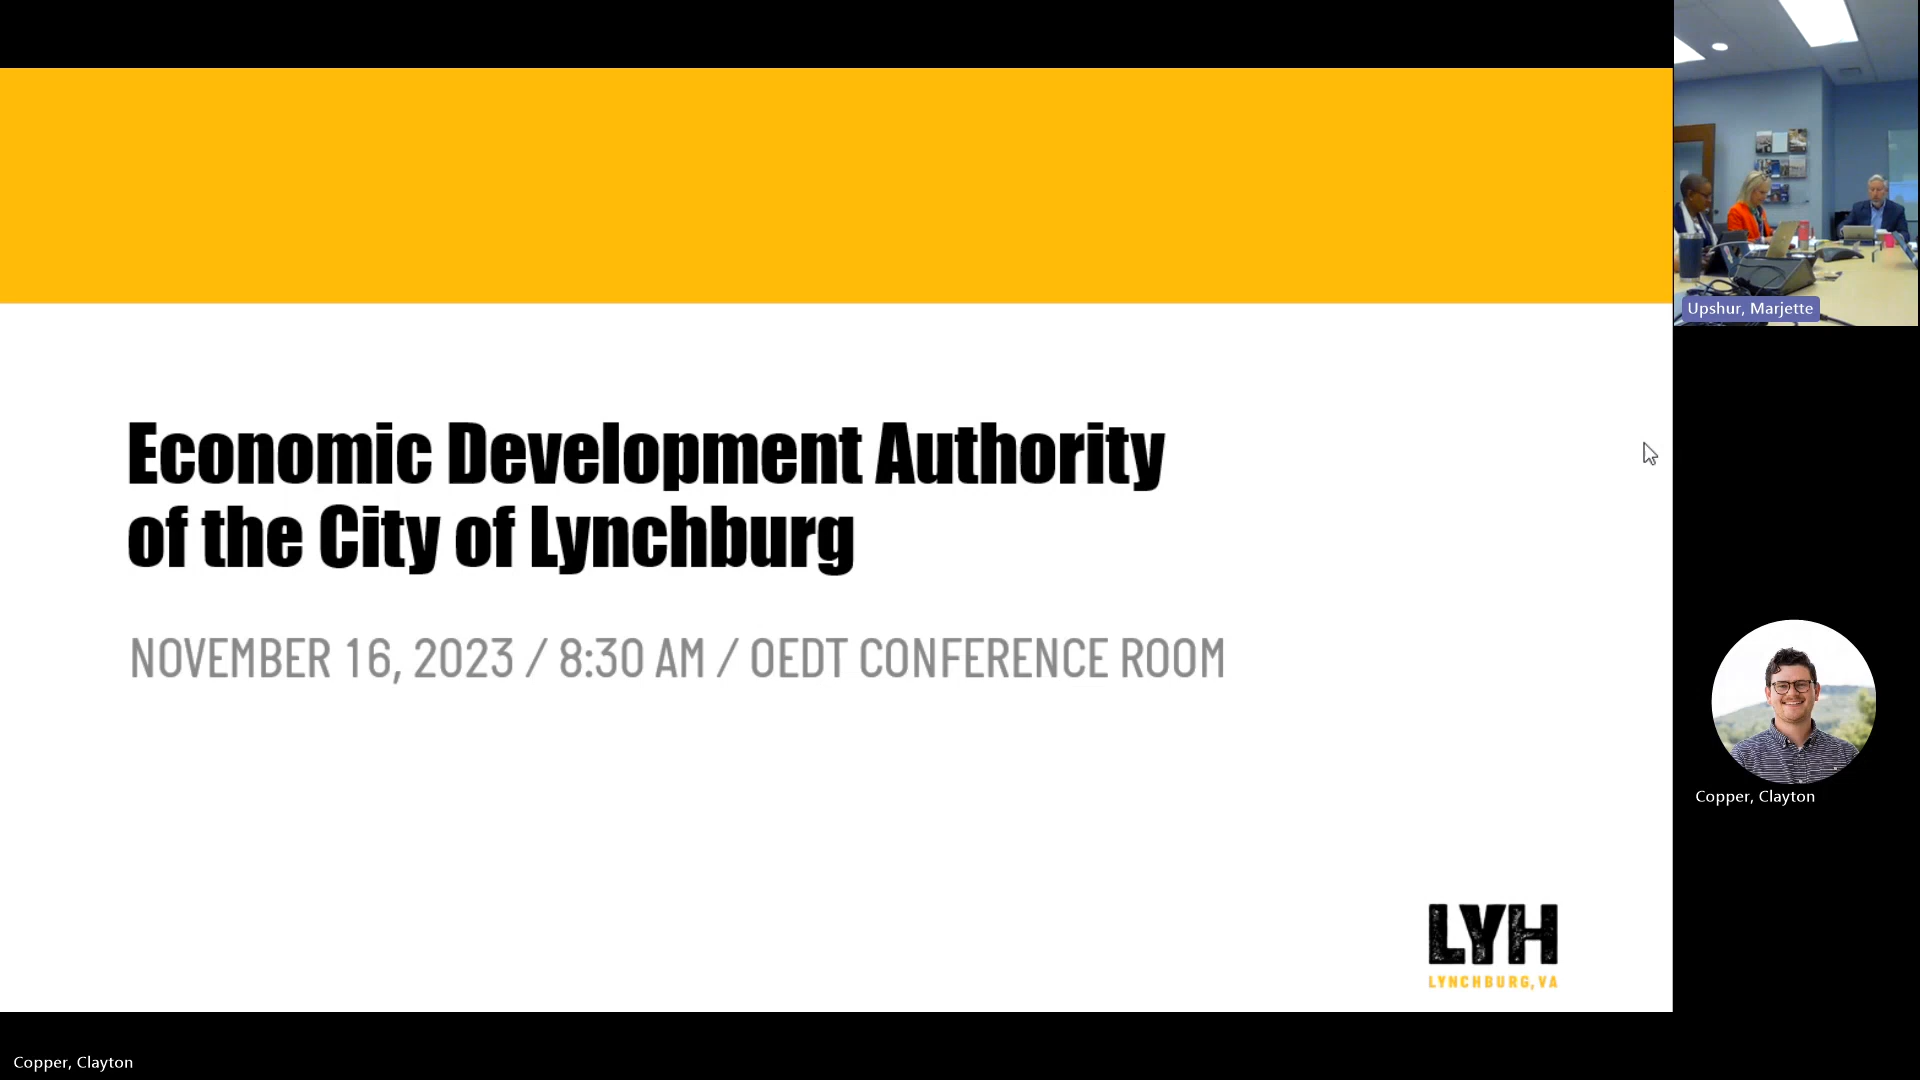 Economic Development Authority
of the City of Lynchburg
NOVEMBER 16, 2023 / 8:30 AM / OEDT CONFERENCE ROOM
LYH
LYNCHBURG, VA
Upshur, Marjette
Copper, Clayton
Copper, Clayton